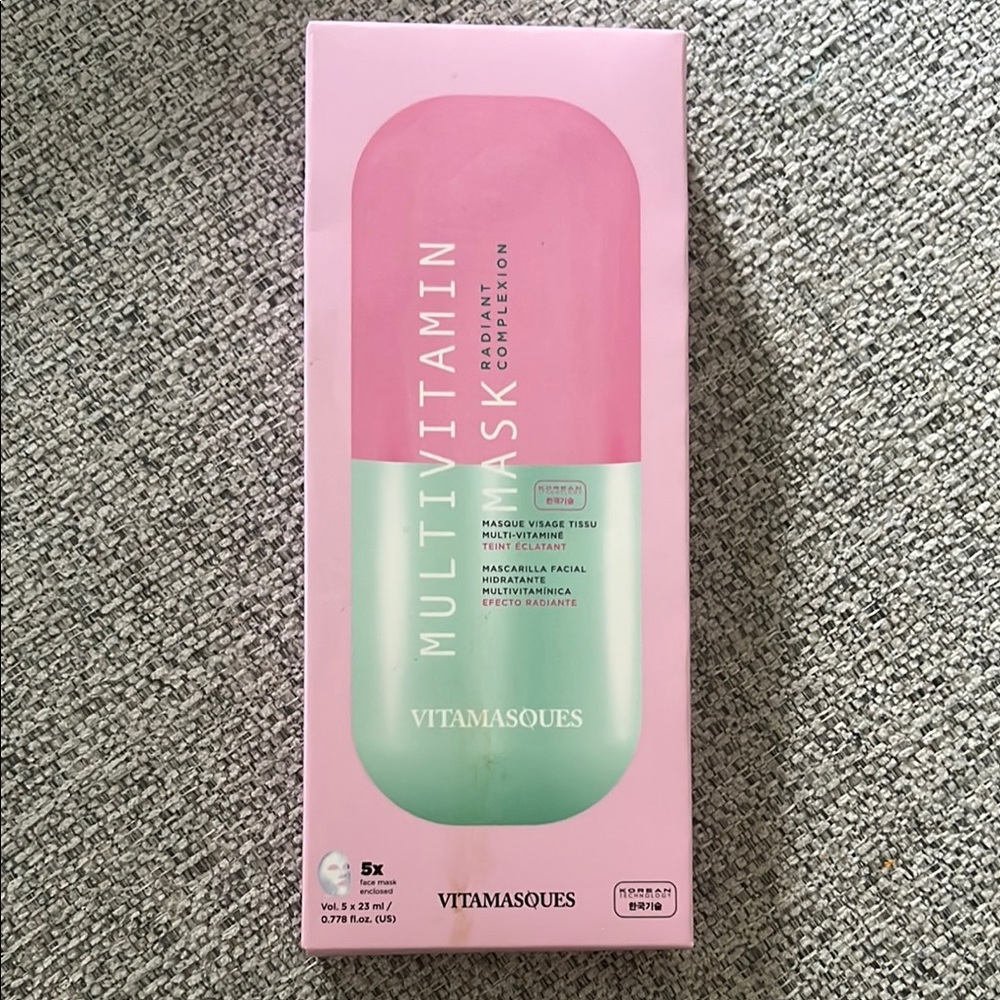 MULTIVITAMIN
MASK
RADIANT
COMPLEXION
KOREAN
한국기술
MASQUE VISAGE TISSU
MULTI-VITAMINÉ
TEINT ÉCLATANT
MASCARILLA FACIAL
HIDRATANTE
MULTIVITAMÍNICA
EFECTO RADIANTE
VITAMASQUES
5x
face mask
enclosed
Vol. 5 x 23 ml /
0.778 fl.oz. (US)
VITAMASQUES
KOREAN
TECHNOLOGY
한국기술